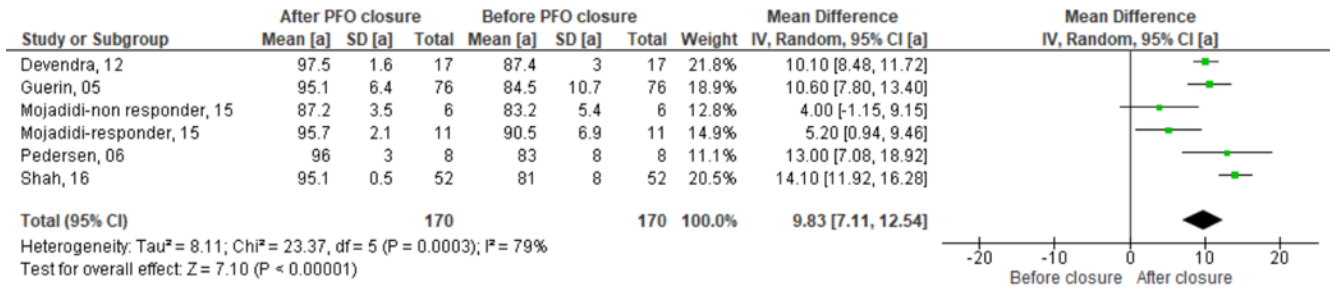 After PFO closure Before PFO closure Mean Difference Mean Difference
Study or Subgroup Mean [a] SD [a] Total Mean [a] SD [a] Total Weight IV, Random, 95% CI [a] IV, Random, 95% CI [a]
Devendra, 12 97.5 1.6 17 87.4 3 17 21.8% 10.10 [8.48, 11.72]
Guerin, 05 95.1 6.4 76 84.5 10.7 76 18.9% 10.60 [7.80, 13.40]
Mojadidi-non responder, 15 87.2 3.5 6 83.2 5.4 6 12.8% 4.00 [-1.15, 9.15]
Mojadidi-responder, 15 95.7 2.1 11 90.5 6.9 11 14.9% 5.20 [0.94, 9.46]
Pedersen, 06 96 3 8 83 8 8 11.1% 13.00 [7.08, 18.92]
Shah, 16 95.1 0.5 52 81 8 52 20.5% 14.10 [11.92, 16.28]
Total (95% CI) 170 170 100.0% 9.83 [7.11, 12.54]
Heterogeneity: Tau² = 8.11; Chi² = 23.37, df = 5 (P = 0.0003); I² = 79%
Test for overall effect: Z = 7.10 (P < 0.00001)
-20 -10 0 10 20
Before closure After closure